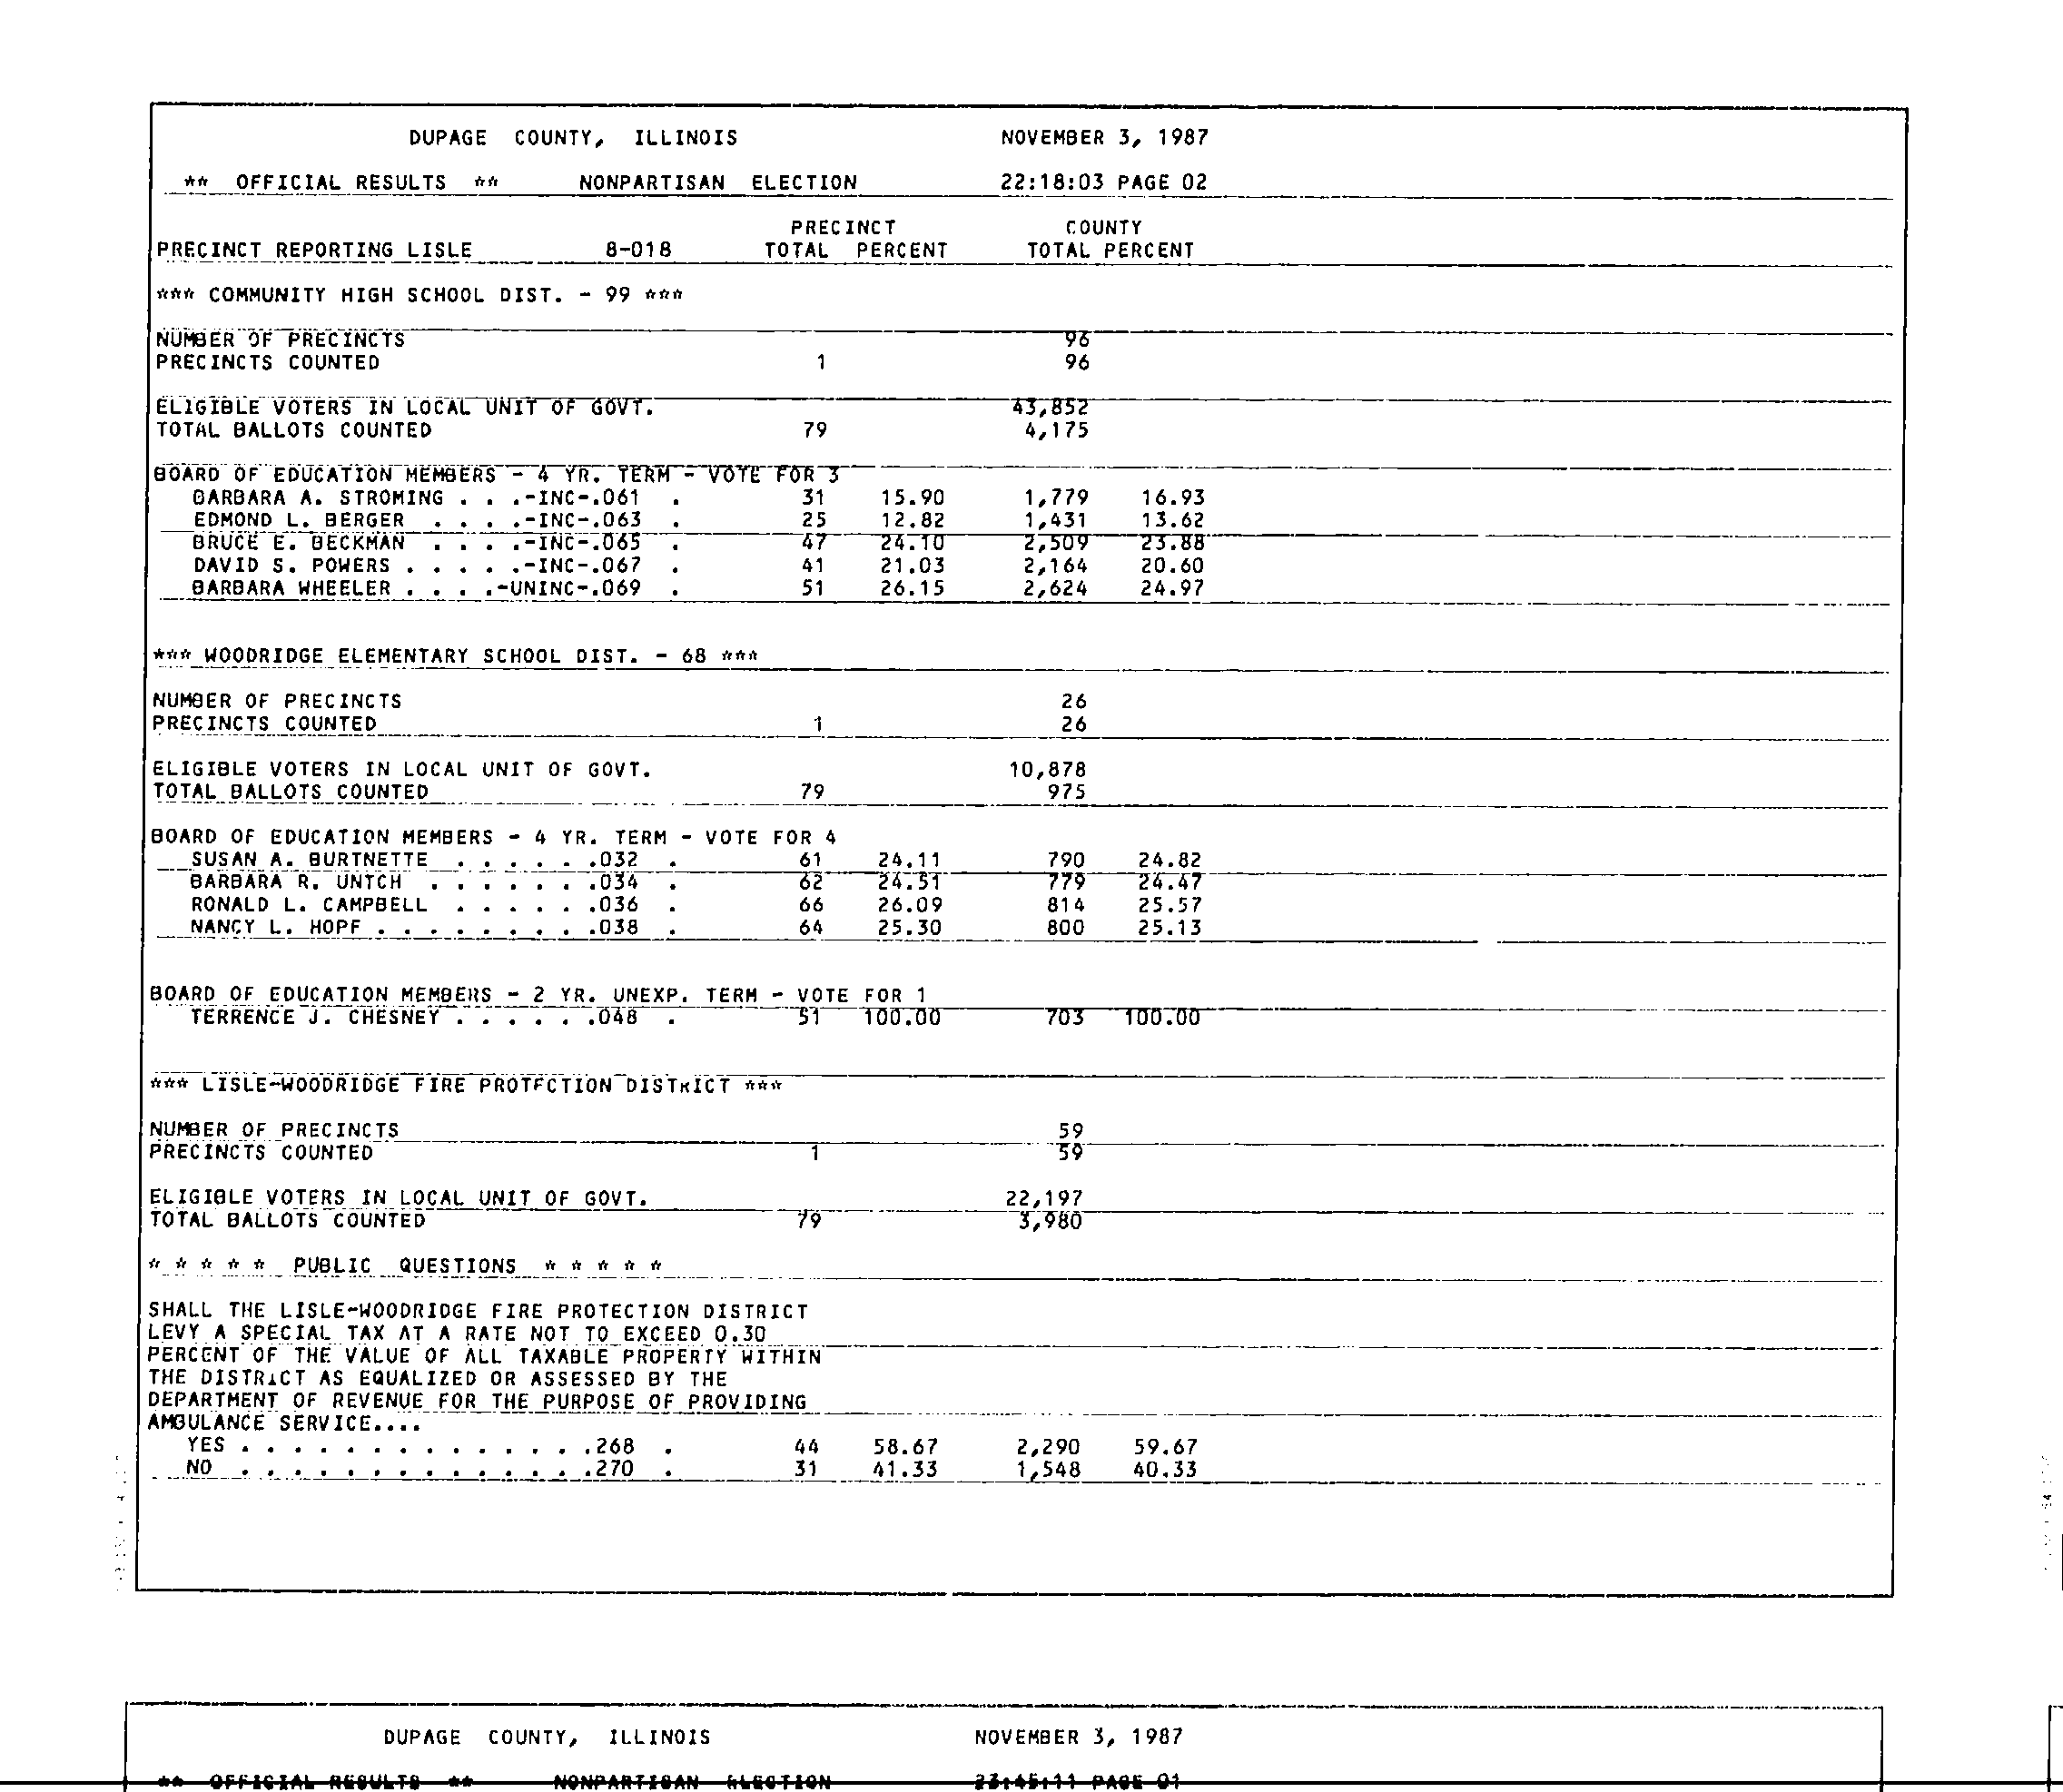 DUPAGE COUNTY, ILLINOIS NOVEMBER 3, 1987
** OFFICIAL RESULTS ** NONPARTISAN ELECTION 22:18:03 PAGE 02
PRECINCT COUNTY
PRECINCT REPORTING LISLE 8-018 TOTAL PERCENT TOTAL PERCENT
*** COMMUNITY HIGH SCHOOL DIST. - 99 ***
NUMBER OF PRECINCTS 96
PRECINCTS COUNTED 1 96
ELIGIBLE VOTERS IN LOCAL UNIT OF GOVT. 43,852
TOTAL BALLOTS COUNTED 79 4,175
BOARD OF EDUCATION MEMBERS - 4 YR. TERM - VOTE FOR 3
BARBARA A. STROMING . . .-INC-.061 . 31 15.90 1,779 16.93
EDMOND L. BERGER . . . .-INC-.063 . 25 12.82 1,431 13.62
BRUCE E. BECKMAN . . . .-INC-.065 . 47 24.10 2,509 23.88
DAVID S. POWERS . . . . .-INC-.067 . 41 21.03 2,164 20.60
BARBARA WHEELER . . . .-UNINC-.069 . 51 26.15 2,624 24.97
*** WOODRIDGE ELEMENTARY SCHOOL DIST. - 68 ***
NUMBER OF PRECINCTS 26
PRECINCTS COUNTED 1 26
ELIGIBLE VOTERS IN LOCAL UNIT OF GOVT. 10,878
TOTAL BALLOTS COUNTED 79 975
BOARD OF EDUCATION MEMBERS - 4 YR. TERM - VOTE FOR 4
SUSAN A. BURTNETTE . . . . . .032 . 61 24.11 790 24.82
BARBARA R. UNTCH . . . . . . .034 . 62 24.51 779 24.47
RONALD L. CAMPBELL . . . . . .036 . 66 26.09 814 25.57
NANCY L. HOPF . . . . . . . . .038 . 64 25.30 800 25.13
BOARD OF EDUCATION MEMBERS - 2 YR. UNEXP. TERM - VOTE FOR 1
TERRENCE J. CHESNEY . . . . . .048 . 51 100.00 703 100.00
*** LISLE-WOODRIDGE FIRE PROTECTION DISTRICT ***
NUMBER OF PRECINCTS 59
PRECINCTS COUNTED 1 59
ELIGIBLE VOTERS IN LOCAL UNIT OF GOVT. 22,197
TOTAL BALLOTS COUNTED 79 3,980
* * * * * PUBLIC QUESTIONS * * * * *
SHALL THE LISLE-WOODRIDGE FIRE PROTECTION DISTRICT
LEVY A SPECIAL TAX AT A RATE NOT TO EXCEED 0.30
PERCENT OF THE VALUE OF ALL TAXABLE PROPERTY WITHIN
THE DISTRICT AS EQUALIZED OR ASSESSED BY THE
DEPARTMENT OF REVENUE FOR THE PURPOSE OF PROVIDING
AMBULANCE SERVICE....
YES . . . . . . . . . . . . . .268 . 44 58.67 2,290 59.67
NO . . . . . . . . . . . . . .270 . 31 41.33 1,548 40.33
DUPAGE COUNTY, ILLINOIS NOVEMBER 3, 1987
** OFFICIAL RESULTS ** NONPARTISAN ELECTION 23:45:11 PAGE 01